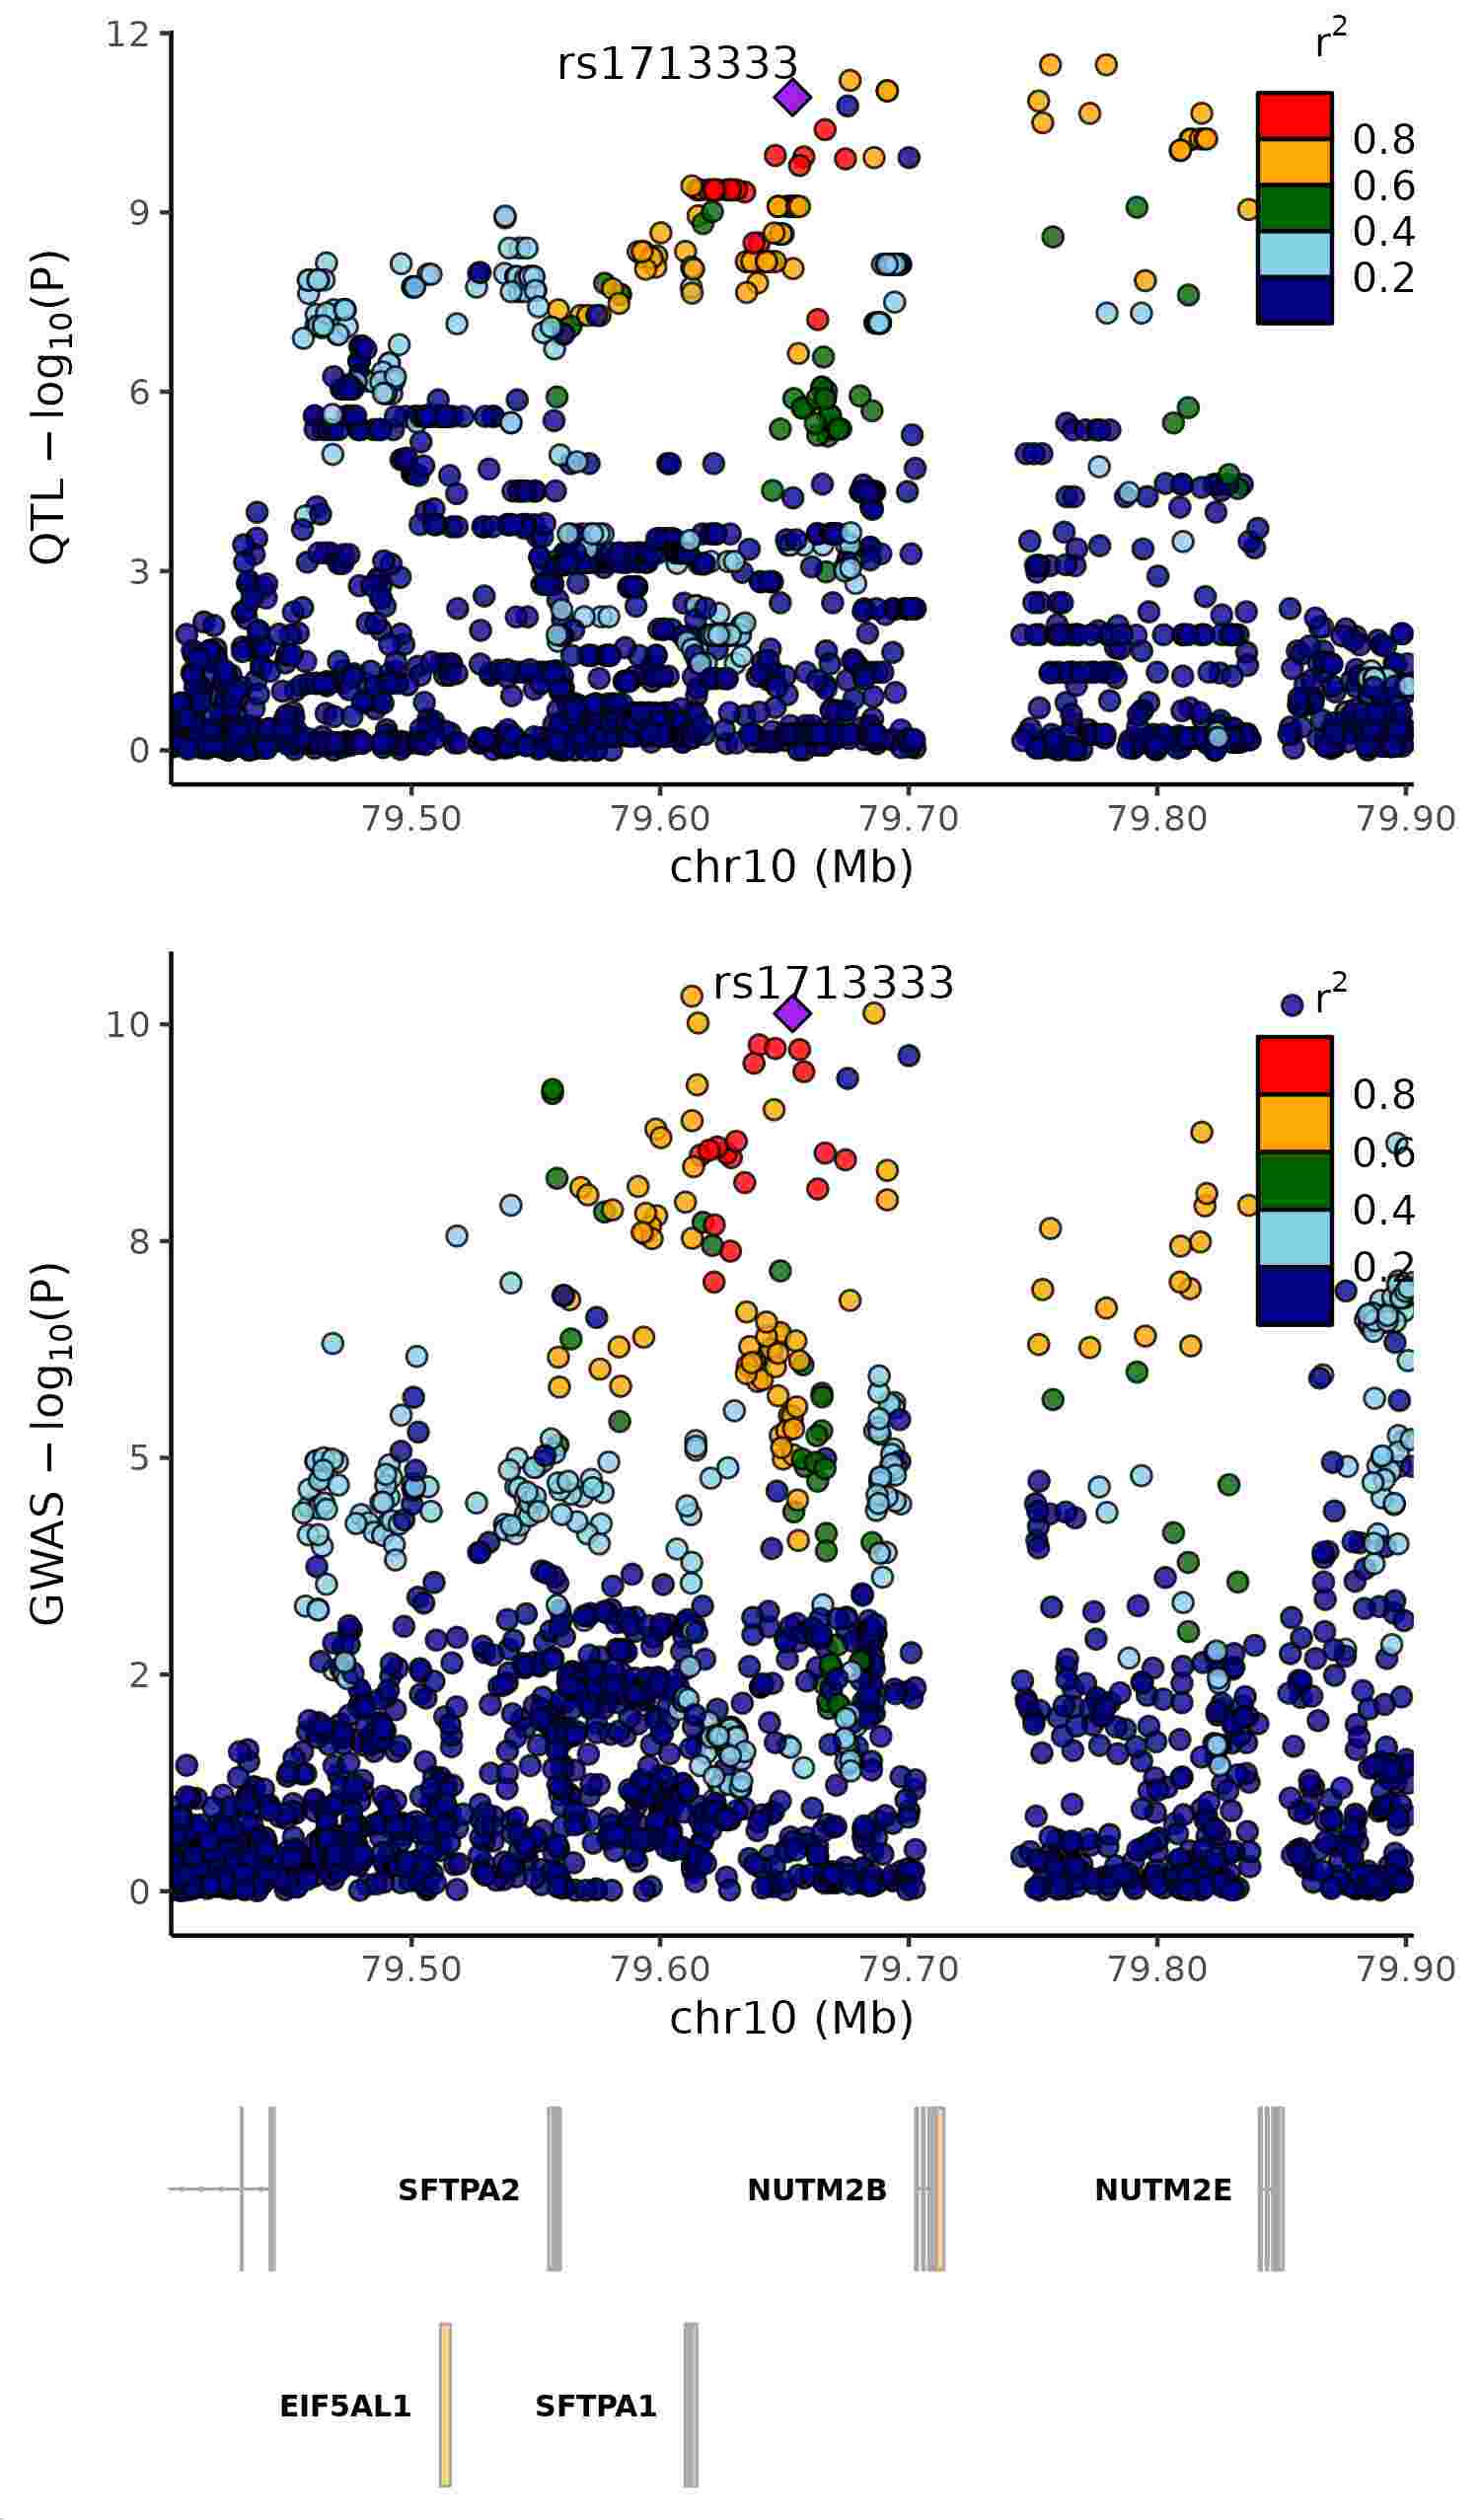 12
9
6
3
0
QTL − log10(P)
rs1713333
r2
0.8
0.6
0.4
0.2
79.50 79.60 79.70 79.80 79.90
chr10 (Mb)
10
8
5
2
0
GWAS − log10(P)
rs1713333
r2
0.8
0.6
0.4
0.2
79.50 79.60 79.70 79.80 79.90
chr10 (Mb)
SFTPA2 NUTM2B NUTM2E
EIF5AL1 SFTPA1